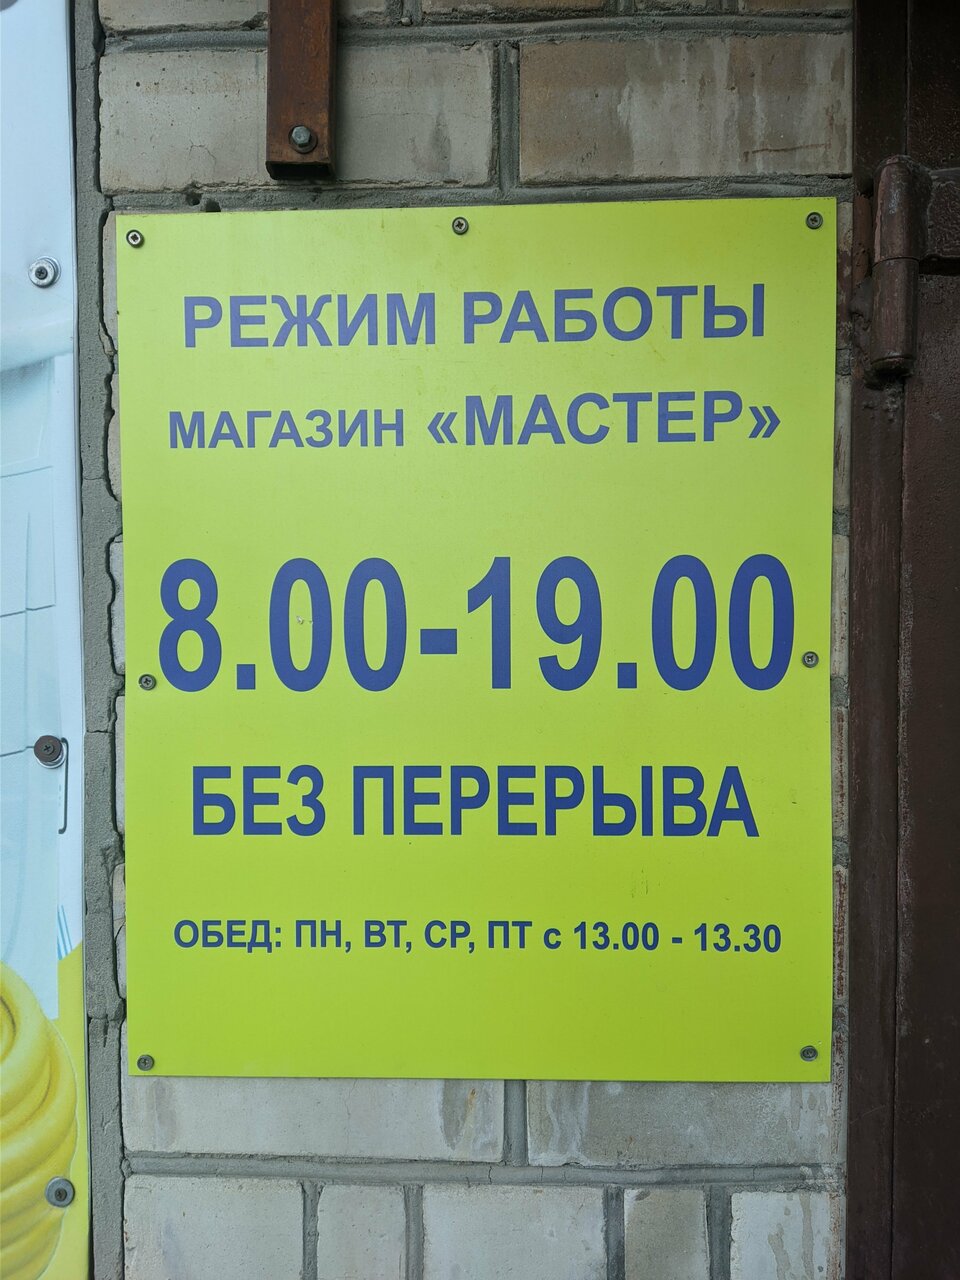 РЕЖИМ РАБОТЫ
МАГАЗИН «МАСТЕР»
8.00-19.00
БЕЗ ПЕРЕРЫВА
ОБЕД: ПН, ВТ, СР, ПТ с 13.00 - 13.30